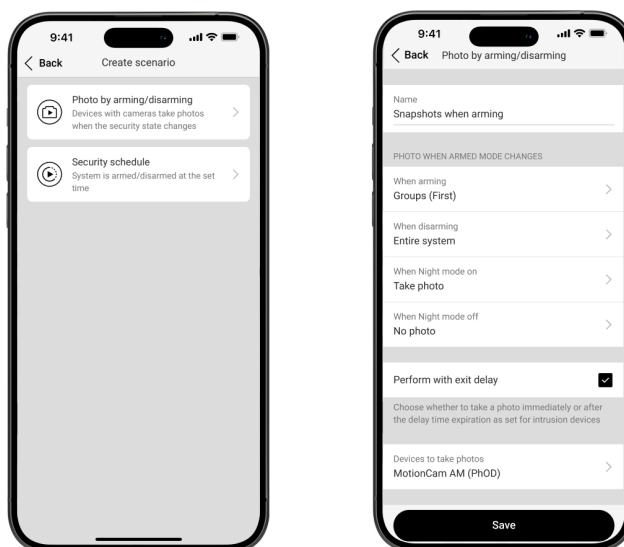 9:41
Back Create scenario
Photo by arming/disarming
Devices with cameras take photos
when the security state changes
Security schedule
System is armed/disarmed at the set
time
9:41
Back Photo by arming/disarming
Name
Snapshots when arming
PHOTO WHEN ARMED MODE CHANGES
When arming
Groups (First)
When disarming
Entire system
When Night mode on
Take photo
When Night mode off
No photo
Perform with exit delay
Choose whether to take a photo immediately or after
the delay time expiration as set for intrusion devices
Devices to take photos
MotionCam AM (PhOD)
Save